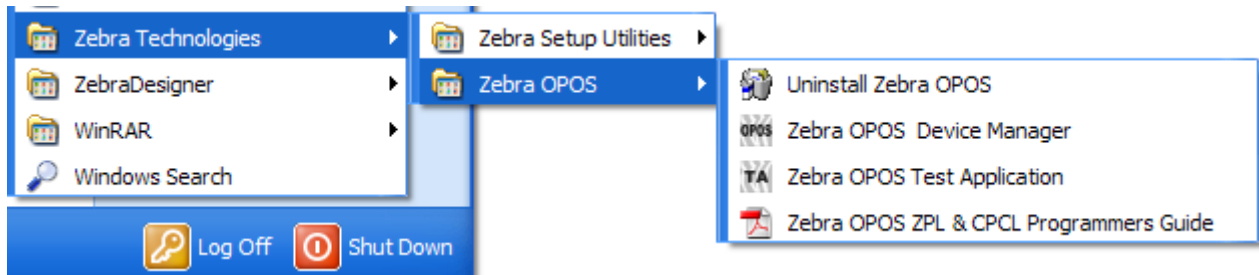 Zebra Technologies
ZebraDesigner
WinRAR
Windows Search
Log Off
Shut Down
Zebra Setup Utilities
Zebra OPOS
Uninstall Zebra OPOS
OPOS Zebra OPOS Device Manager
TA Zebra OPOS Test Application
Zebra OPOS ZPL & CPCL Programmers Guide